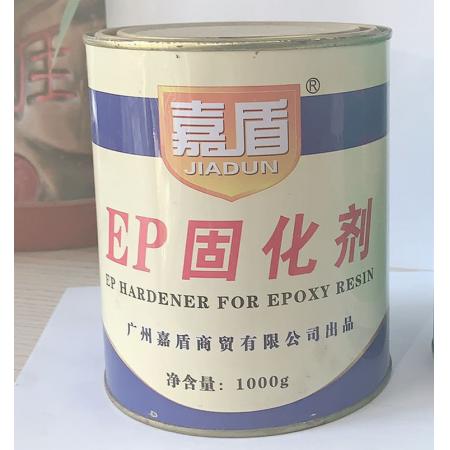 嘉盾
®
JIADUN
EP固化剂
EP HARDENER FOR EPOXY RESIN
广州嘉盾商贸有限公司出品
净含量：1000g